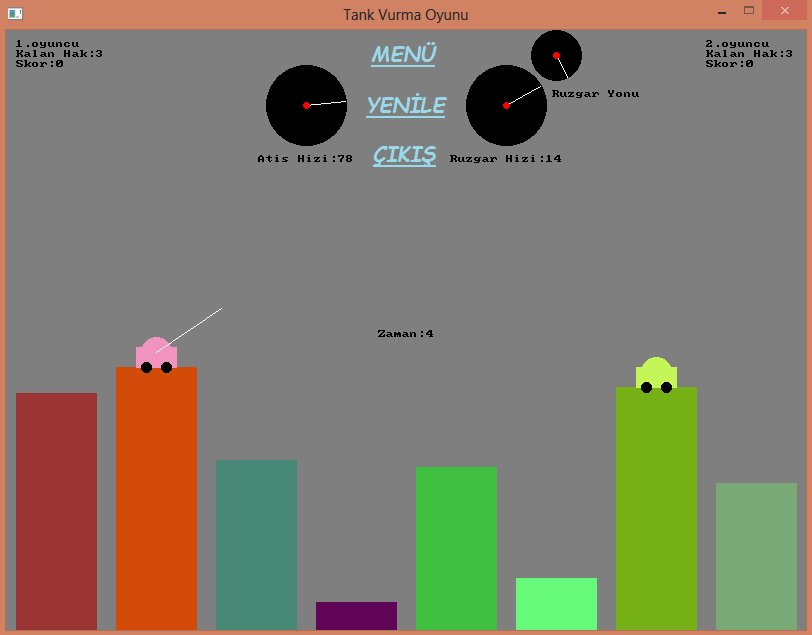 Tank Vurma Oyunu
1.oyuncu
Kalan Hak:3
Skor:0
MENÜ
YENİLE
ÇIKIŞ
2.oyuncu
Kalan Hak:3
Skor:0
Ruzgar Yonu
Atis Hizi:78
Ruzgar Hizi:14
Zaman:4